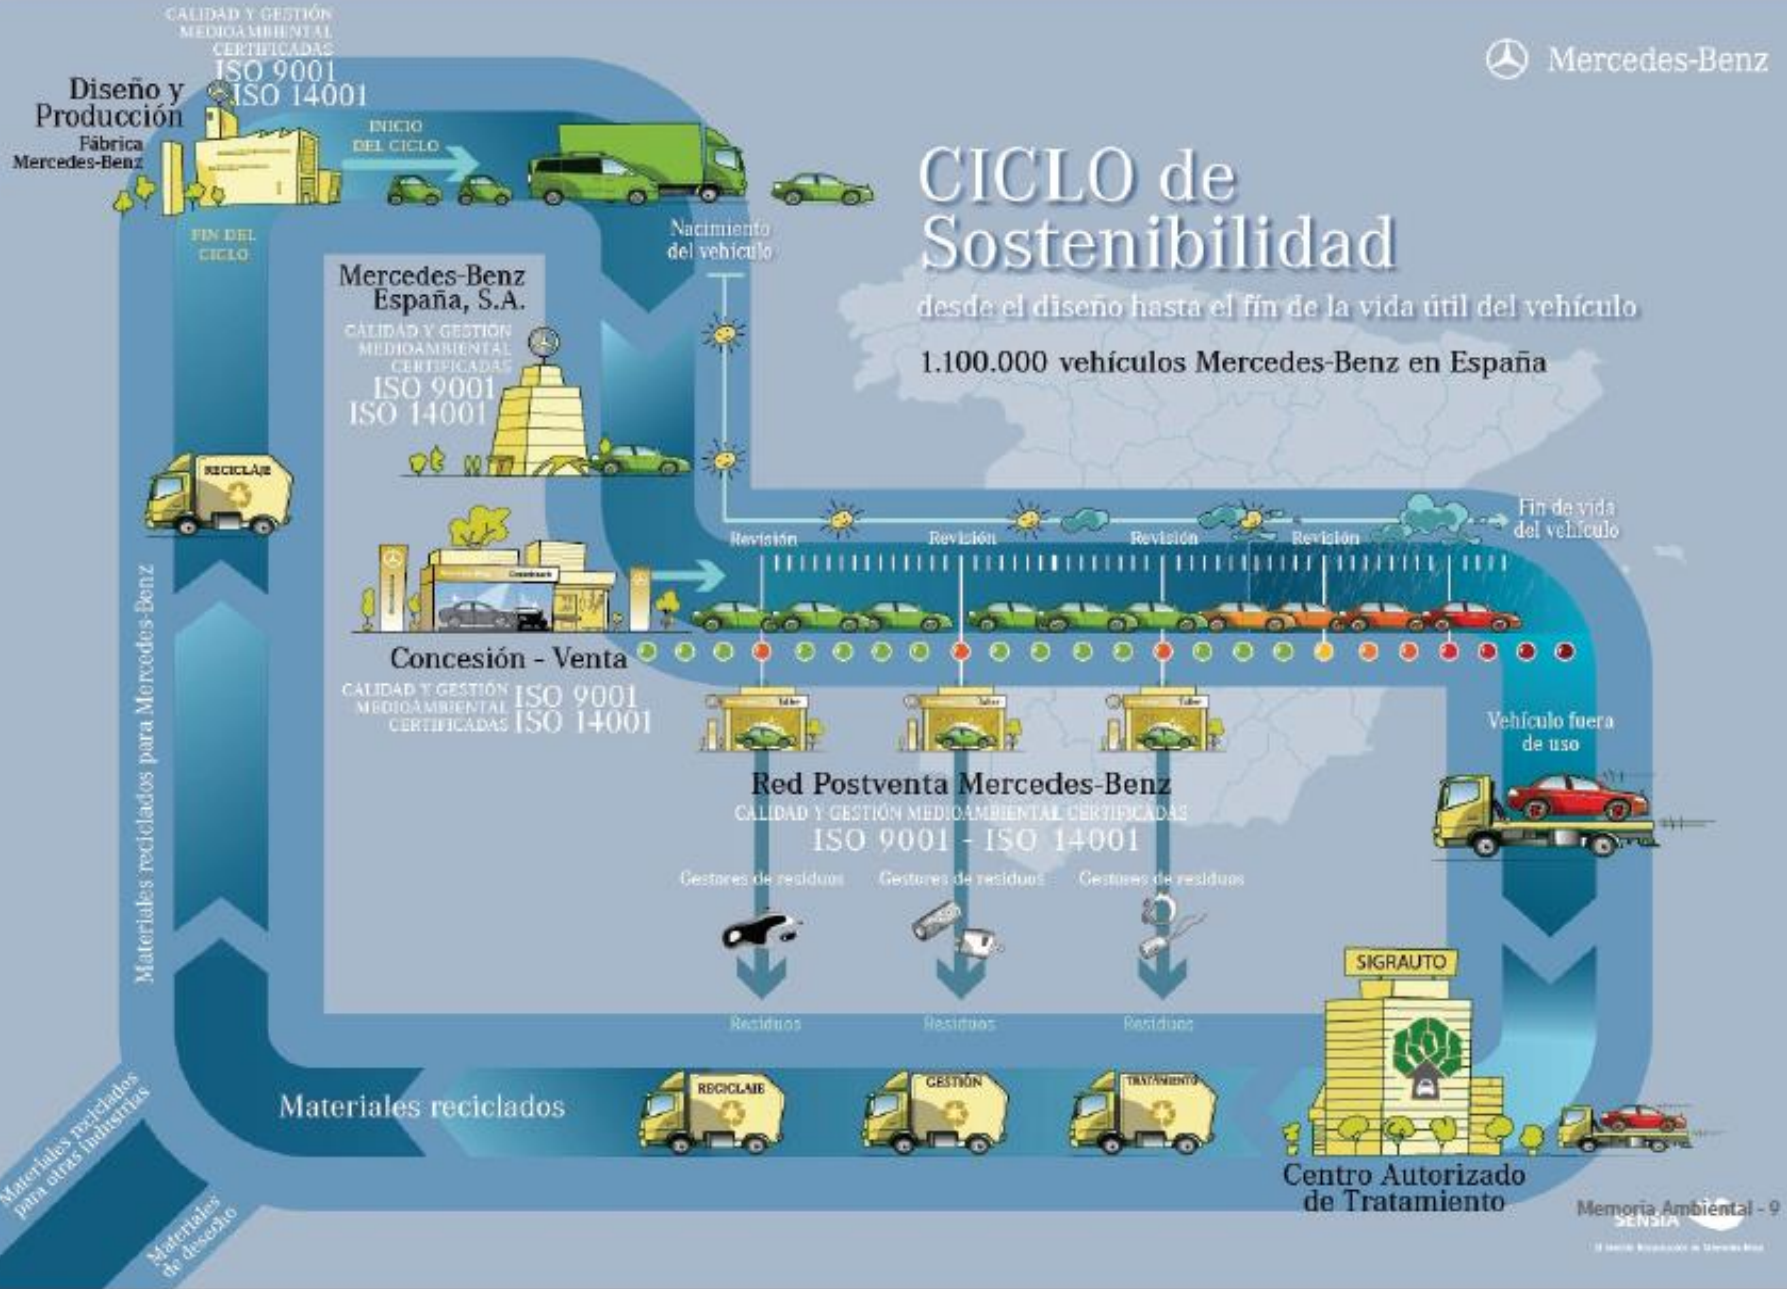 CALIDAD Y GESTIÓN
MEDIOAMBIENTAL
CERTIFICADAS
ISO 9001
ISO 14001
Diseño y
Producción
Fábrica
Mercedes-Benz
INICIO
DEL CICLO
FIN DEL
CICLO
Mercedes-Benz
CICLO de
Sostenibilidad
desde el diseño hasta el fín de la vida útil del vehículo
1.100.000 vehículos Mercedes-Benz en España
Nacimiento
del vehículo
Mercedes-Benz
España, S.A.
CALIDAD Y GESTIÓN
MEDIOAMBIENTAL
CERTIFICADAS
ISO 9001
ISO 14001
RECICLAJE
Revisión
Revisión
Revisión
Revisión
Fin de vida
del vehículo
Concesión - Venta
CALIDAD Y GESTIÓN
MEDIOAMBIENTAL
CERTIFICADAS
ISO 9001
ISO 14001
Taller
Taller
Taller
Red Postventa Mercedes-Benz
CALIDAD Y GESTIÓN MEDIOAMBIENTAL CERTIFICADAS
ISO 9001 - ISO 14001
Gestores de residuos
Gestores de residuos
Gestores de residuos
Residuos
Residuos
Residuos
Vehículo fuera
de uso
SIGRAUTO
Centro Autorizado
de Tratamiento
TRATAMIENTO
GESTIÓN
RECICLAJE
Materiales reciclados
Materiales reciclados para Mercedes-Benz
Materiales reciclados
para otras industrias
Materiales
de desecho
Memoria Ambiental - 9
SENSIA